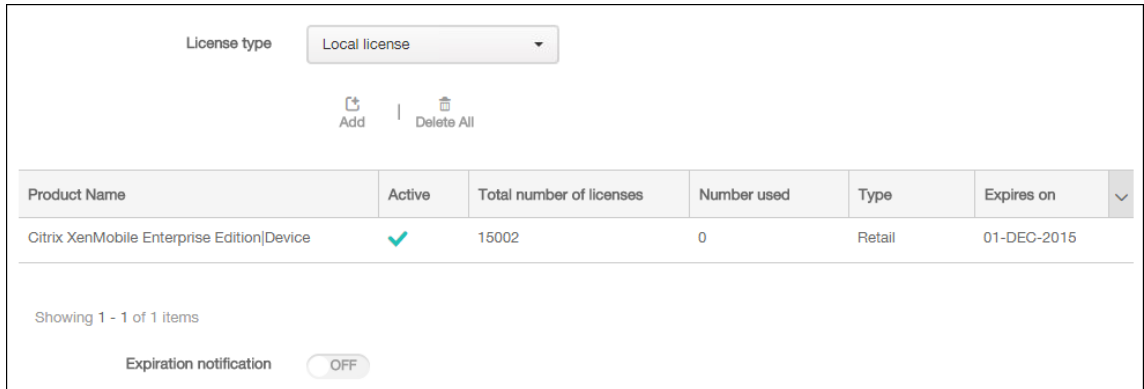 License type Local license
Add | Delete All
Product Name Active Total number of licenses Number used Type Expires on
Citrix XenMobile Enterprise Edition|Device 15002 0 Retail 01-DEC-2015
Showing 1 - 1 of 1 items
Expiration notification OFF